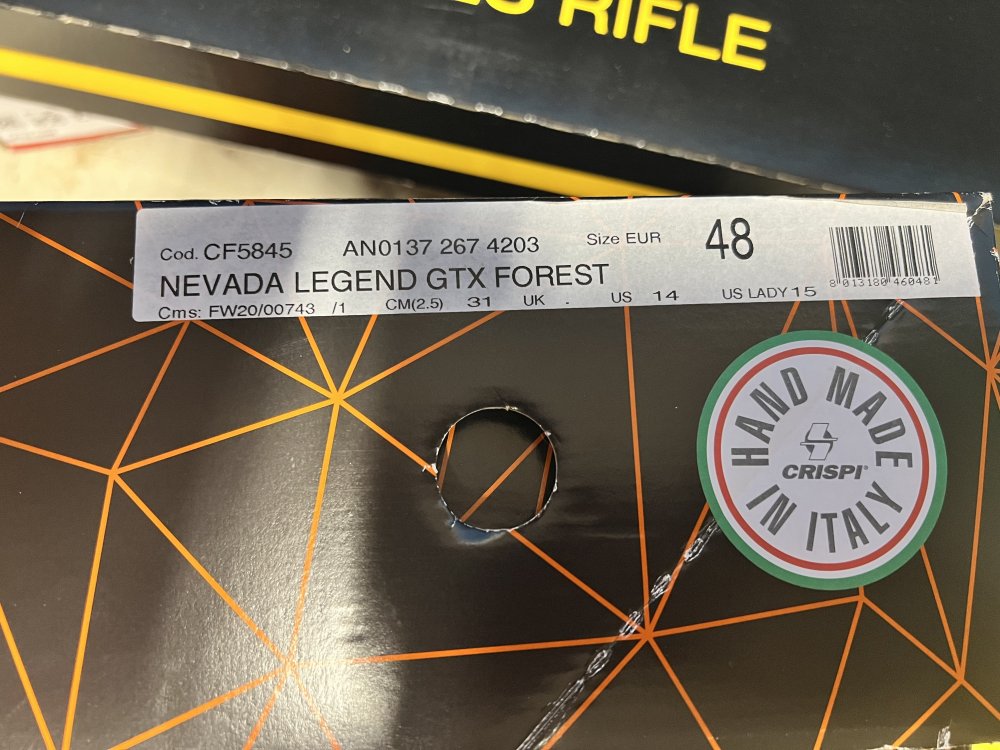 RIFLE
Cod. CF5845 AN0137 267 4203 Size EUR 48
NEVADA LEGEND GTX FOREST
Cms: FW20/00743 /1 CM(2.5) 31 UK . US 14 US LADY 15
8 013180 460481
HAND MADE
CRISPI®
IN ITALY